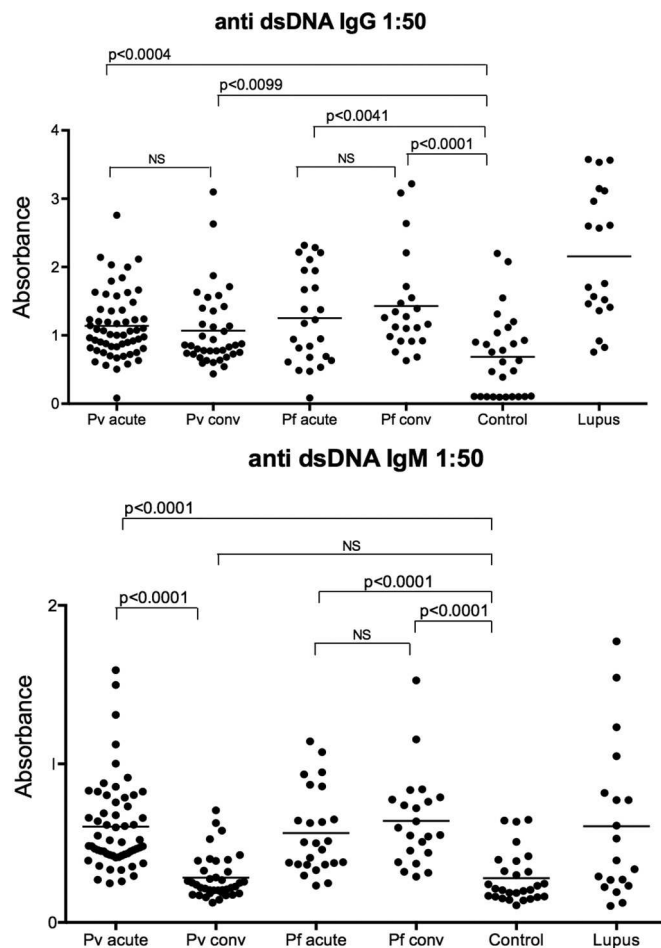 anti dsDNA IgG 1:50
p<0.0004
p<0.0099
p<0.0041
NS
NS
p<0.0001
4
3
2
1
0
Absorbance
Pv acute
Pv conv
Pf acute
Pf conv
Control
Lupus
anti dsDNA IgM 1:50
p<0.0001
NS
p<0.0001
p<0.0001
NS
p<0.0001
2
1
0
Absorbance
Pv acute
Pv conv
Pf acute
Pf conv
Control
Lupus